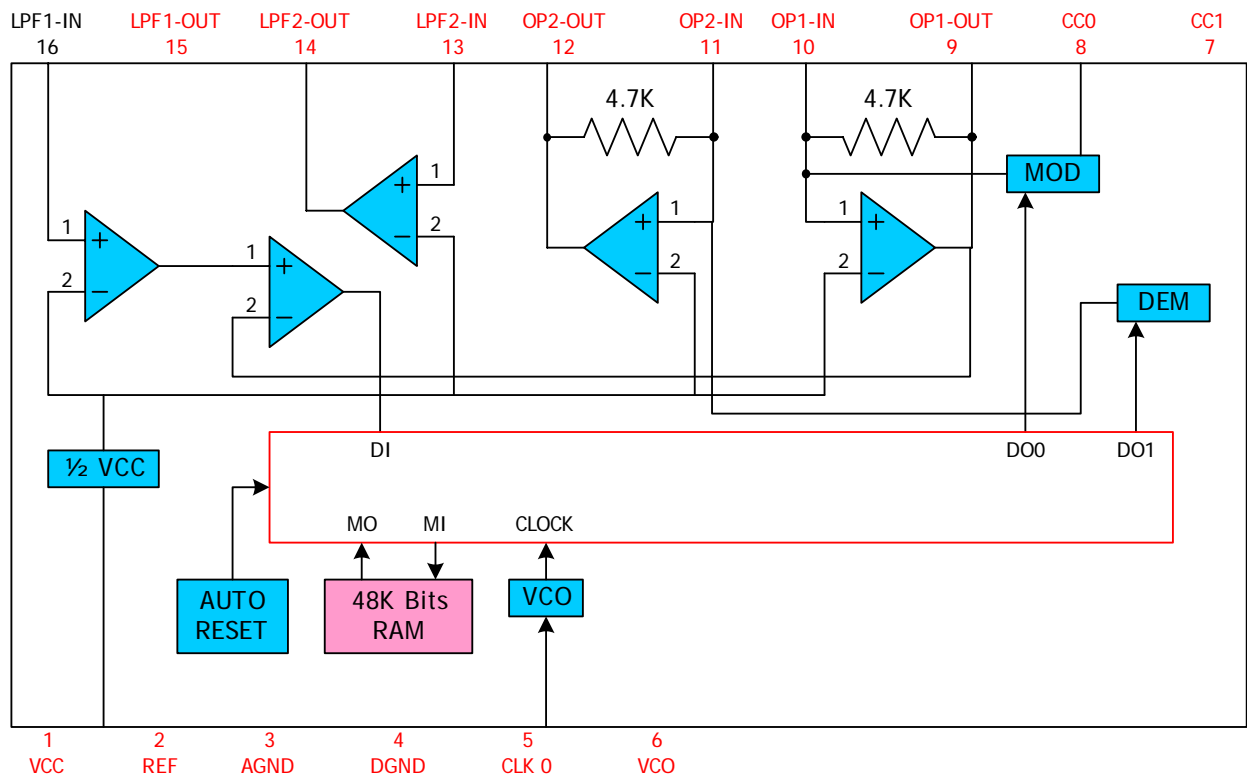 LPF1-IN LPF1-OUT LPF2-OUT LPF2-IN OP2-OUT OP2-IN OP1-IN OP1-OUT CC0 CC1
16 15 14 13 12 11 10 9 8 7
4.7K 4.7K
1 + 2 −
1 + 2 −
1 + 2 −
1 + 2 −
1 + 2 −
MOD
DEM
½ VCC
DI DO0 DO1
MO MI CLOCK
AUTO
RESET
48K Bits
RAM
VCO
1 2 3 4 5 6
VCC REF AGND DGND CLK 0 VCO